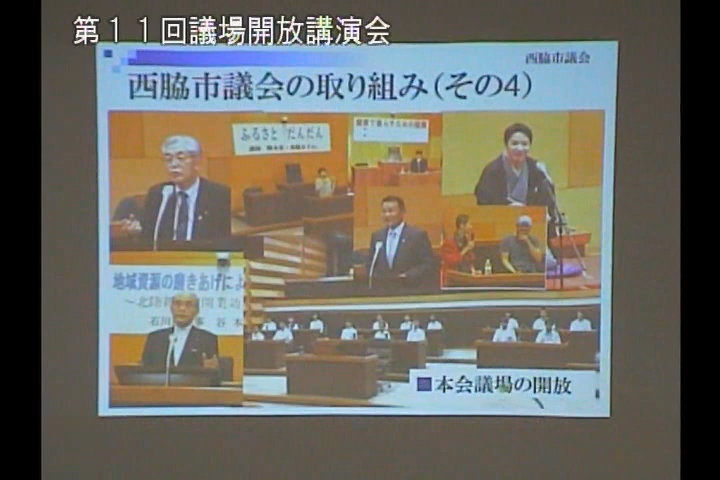 第１１回議場開放講演会
西脇市議会
西脇市議会の取り組み（その４）
ふるさと だんだん
地域資源の磨きあげによ
■本会議場の開放